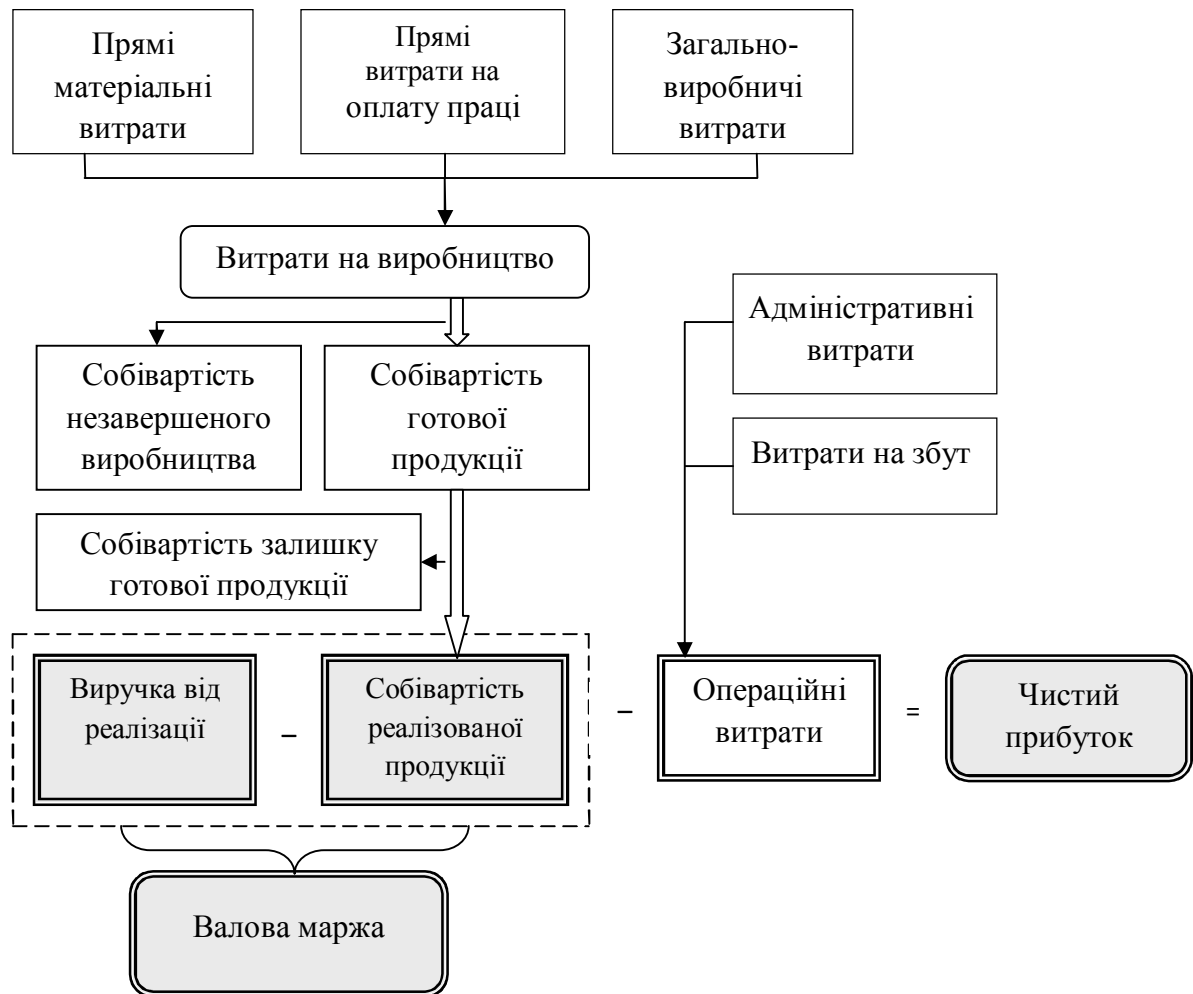 Прямі
матеріальні
витрати
Прямі
витрати на
оплату праці
Загально-
виробничі
витрати
Витрати на виробництво
Адміністративні
витрати
Собівартість
незавершеного
виробництва
Собівартість
готової
продукції
Витрати на збут
Собівартість залишку
готової продукції
Виручка від
реалізації
–
Собівартість
реалізованої
продукції
–
Операційні
витрати
=
Чистий
прибуток
Валова маржа